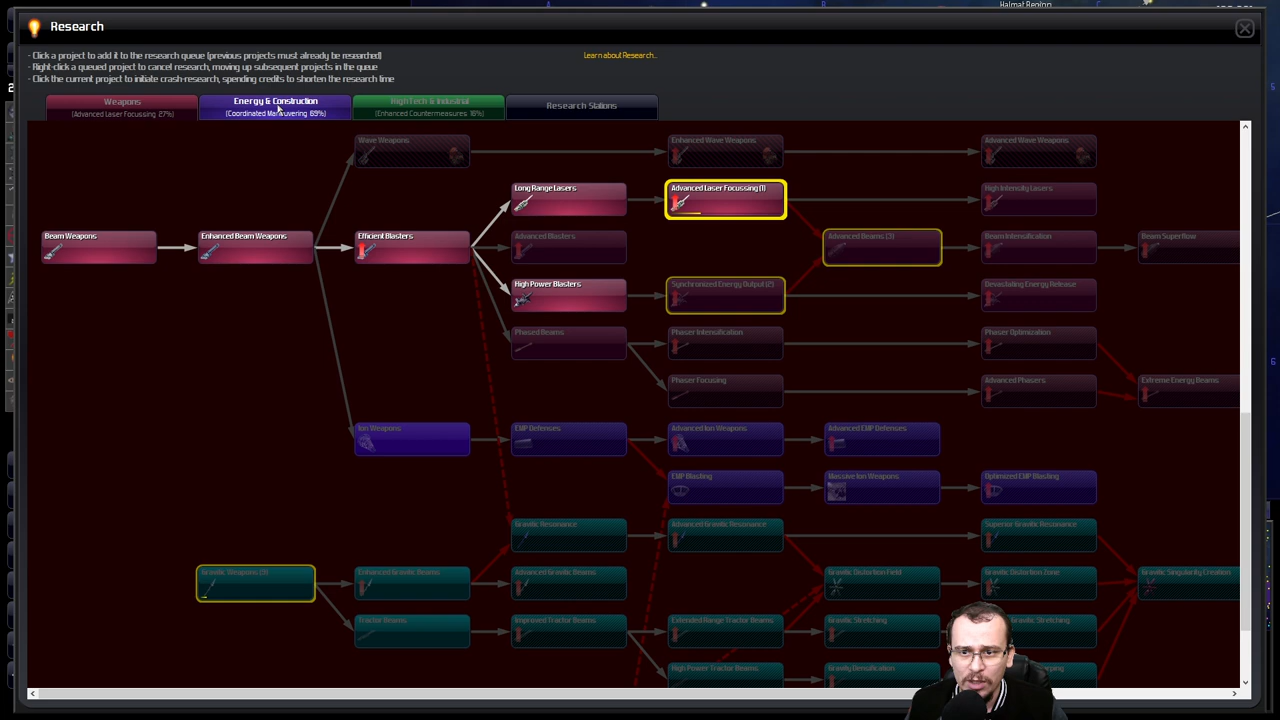 Halmat Region
Research
- Click a project to add it to the research queue (previous projects must already be researched)
- Right-click a queued project to cancel research, moving up subsequent projects in the queue
- Click the current project to initiate crash-research, spending credits to shorten the research time
Learn about Research...
Weapons
(Advanced Laser Focussing 27%)
Energy & Construction
(Coordinated Maneuvering 69%)
HighTech & Industrial
(Enhanced Countermeasures 16%)
Research Stations
Wave Weapons
Enhanced Wave Weapons
Advanced Wave Weapons
Long Range Lasers
Advanced Laser Focussing (1)
High Intensity Lasers
Beam Weapons
Enhanced Beam Weapons
Efficient Blasters
Advanced Blasters
Advanced Beams (3)
Beam Intensification
Beam Superflow
High Power Blasters
Synchronized Energy Output (2)
Devastating Energy Release
Phased Beams
Phaser Intensification
Phaser Optimization
Phaser Focusing
Advanced Phasers
Extreme Energy Beams
Ion Weapons
EMP Defenses
Advanced Ion Weapons
Advanced EMP Defenses
EMP Blasting
Massive Ion Weapons
Optimized EMP Blasting
Gravitic Resonance
Advanced Gravitic Resonance
Superior Gravitic Resonance
Enhanced Gravitic Beams
Advanced Gravitic Beams
Gravitic Distortion Field
Gravitic Distortion Zone
Gravitic Singularity Creation
Tractor Beams
Improved Tractor Beams
Extended Range Tractor Beams
Gravitic Stretching
Gravitic Stretching
High Power Tractor Beams
Gravity Densification